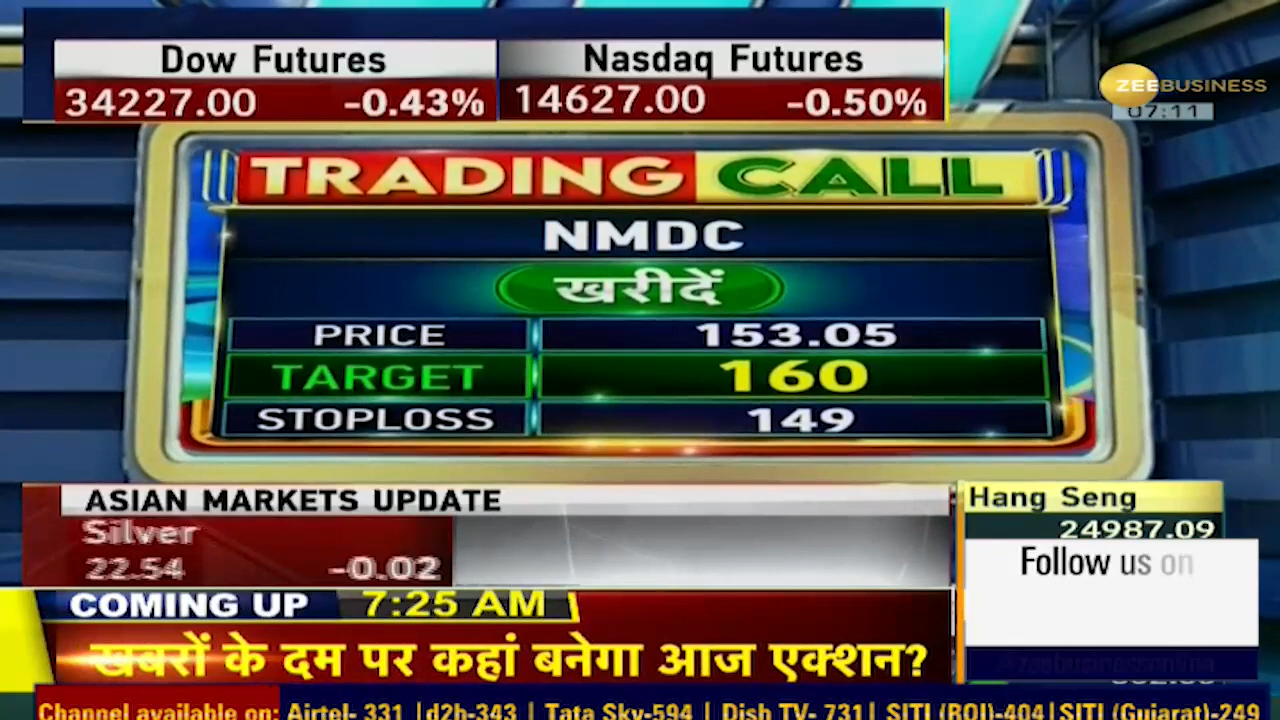 Dow Futures
34227.00 -0.43%
Nasdaq Futures
14627.00 -0.50%
ZEEBUSINESS
07:11
TRADING CALL
NMDC
खरीदें
PRICE 153.05
TARGET 160
STOPLOSS 149
ASIAN MARKETS UPDATE
Silver
22.54 -0.02
Hang Seng
24987.09
Follow us on
COMING UP 7:25 AM
खबरों के दम पर कहां बनेगा आज एक्शन?
Channel available on: Airtel- 331 | d2h-343 | Tata Sky-594 | Dish TV- 731| SITI (ROI)-404|SITI (Gujarat)-249